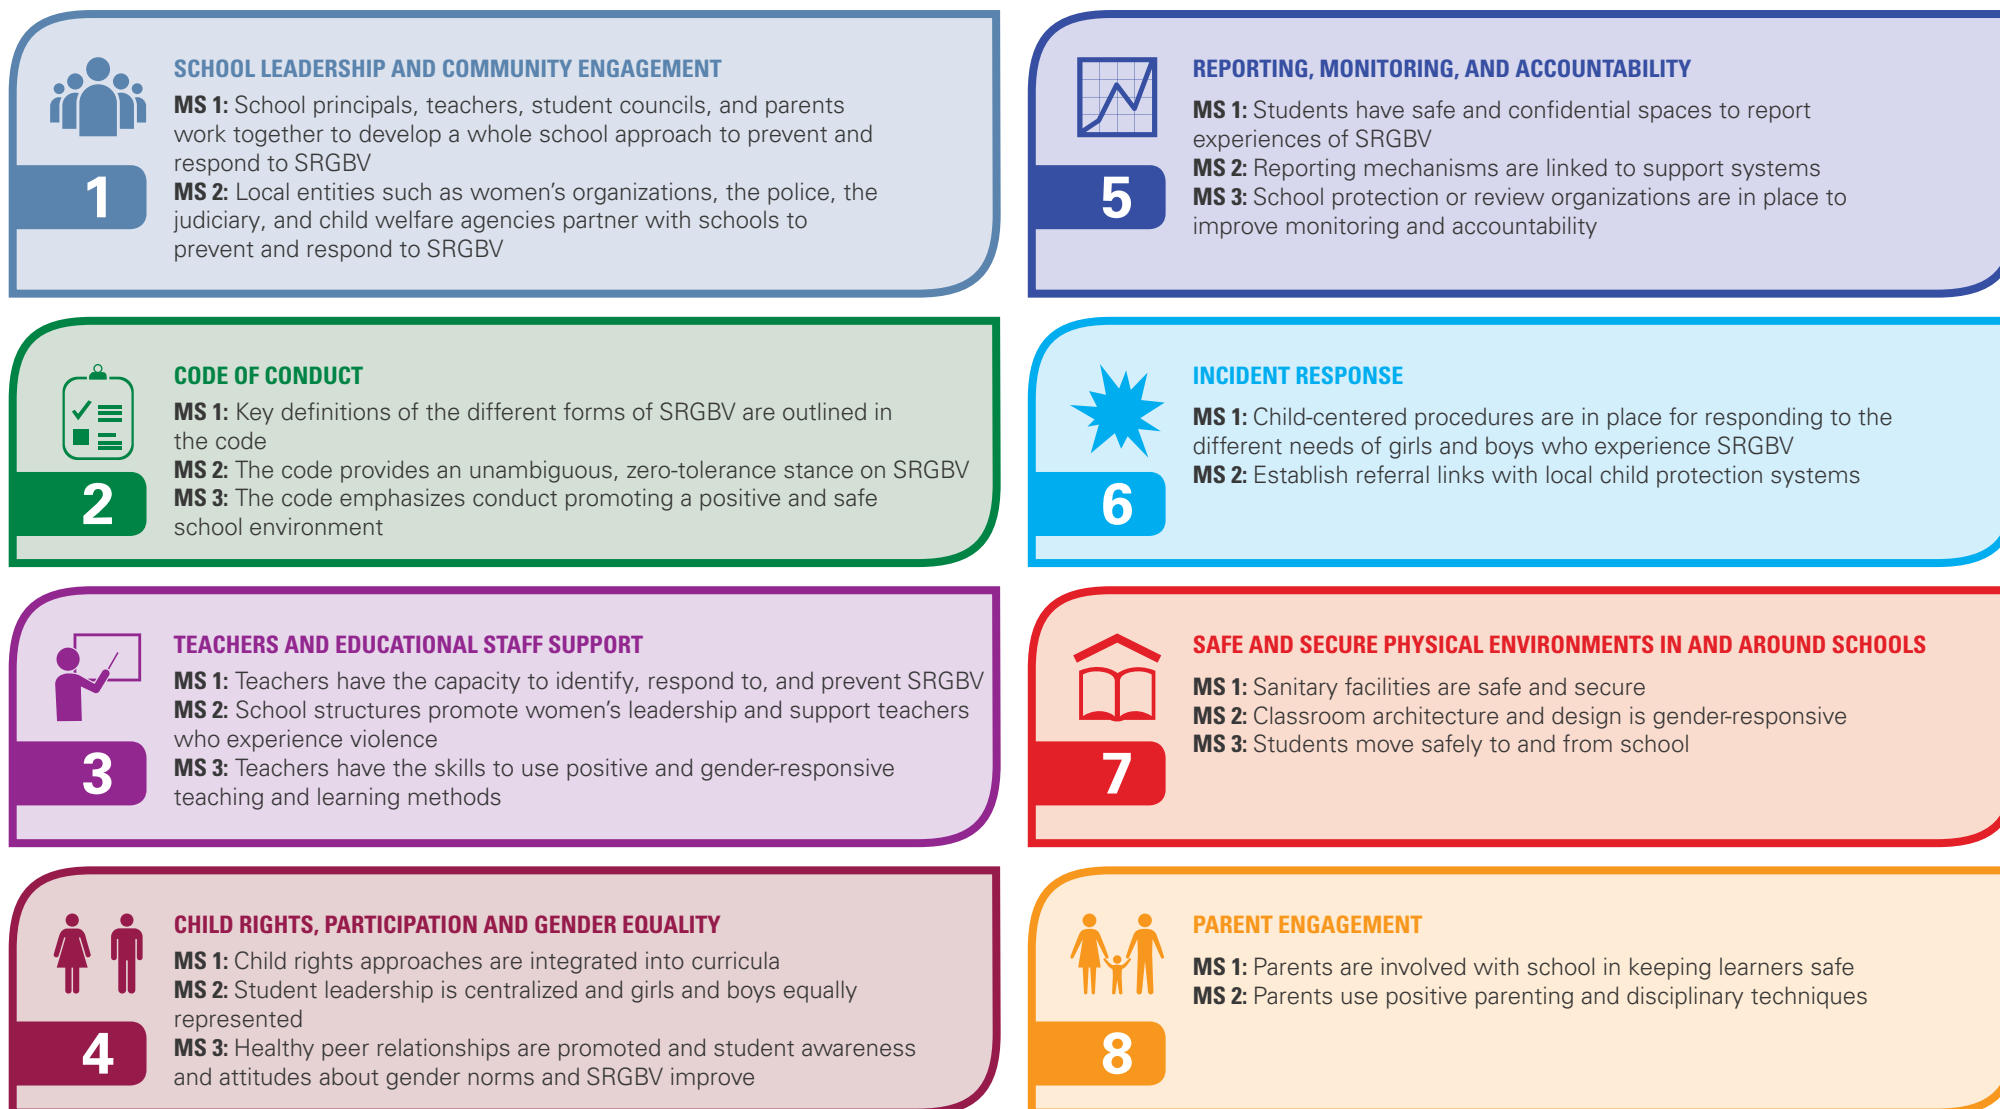 SCHOOL LEADERSHIP AND COMMUNITY ENGAGEMENT
MS 1: School principals, teachers, student councils, and parents
work together to develop a whole school approach to prevent and
respond to SRGBV
MS 2: Local entities such as women’s organizations, the police, the
judiciary, and child welfare agencies partner with schools to
prevent and respond to SRGBV
1
CODE OF CONDUCT
MS 1: Key definitions of the different forms of SRGBV are outlined in
the code
MS 2: The code provides an unambiguous, zero-tolerance stance on SRGBV
MS 3: The code emphasizes conduct promoting a positive and safe
school environment
2
TEACHERS AND EDUCATIONAL STAFF SUPPORT
MS 1: Teachers have the capacity to identify, respond to, and prevent SRGBV
MS 2: School structures promote women’s leadership and support teachers
who experience violence
MS 3: Teachers have the skills to use positive and gender-responsive
teaching and learning methods
3
CHILD RIGHTS, PARTICIPATION AND GENDER EQUALITY
MS 1: Child rights approaches are integrated into curricula
MS 2: Student leadership is centralized and girls and boys equally
represented
MS 3: Healthy peer relationships are promoted and student awareness
and attitudes about gender norms and SRGBV improve
4
REPORTING, MONITORING, AND ACCOUNTABILITY
MS 1: Students have safe and confidential spaces to report
experiences of SRGBV
MS 2: Reporting mechanisms are linked to support systems
MS 3: School protection or review organizations are in place to
improve monitoring and accountability
5
INCIDENT RESPONSE
MS 1: Child-centered procedures are in place for responding to the
different needs of girls and boys who experience SRGBV
MS 2: Establish referral links with local child protection systems
6
SAFE AND SECURE PHYSICAL ENVIRONMENTS IN AND AROUND SCHOOLS
MS 1: Sanitary facilities are safe and secure
MS 2: Classroom architecture and design is gender-responsive
MS 3: Students move safely to and from school
7
PARENT ENGAGEMENT
MS 1: Parents are involved with school in keeping learners safe
MS 2: Parents use positive parenting and disciplinary techniques
8